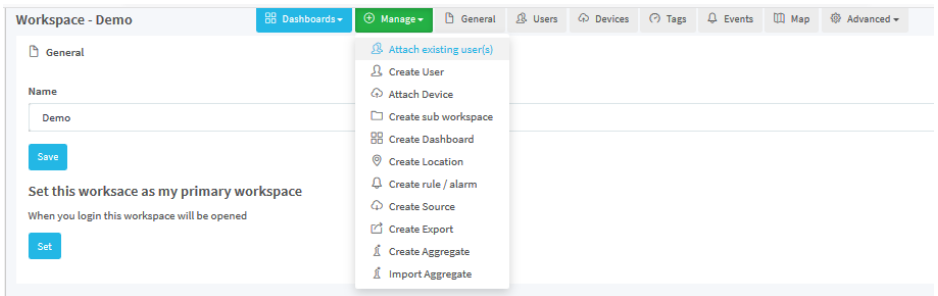 Workspace - Demo
Dashboards
Manage
General
Users
Devices
Tags
Events
Map
Advanced
General
Name
Demo
Save
Set this worksace as my primary workspace
When you login this workspace will be opened
Set
Attach existing user(s)
Create User
Attach Device
Create sub workspace
Create Dashboard
Create Location
Create rule / alarm
Create Source
Create Export
Create Aggregate
Import Aggregate